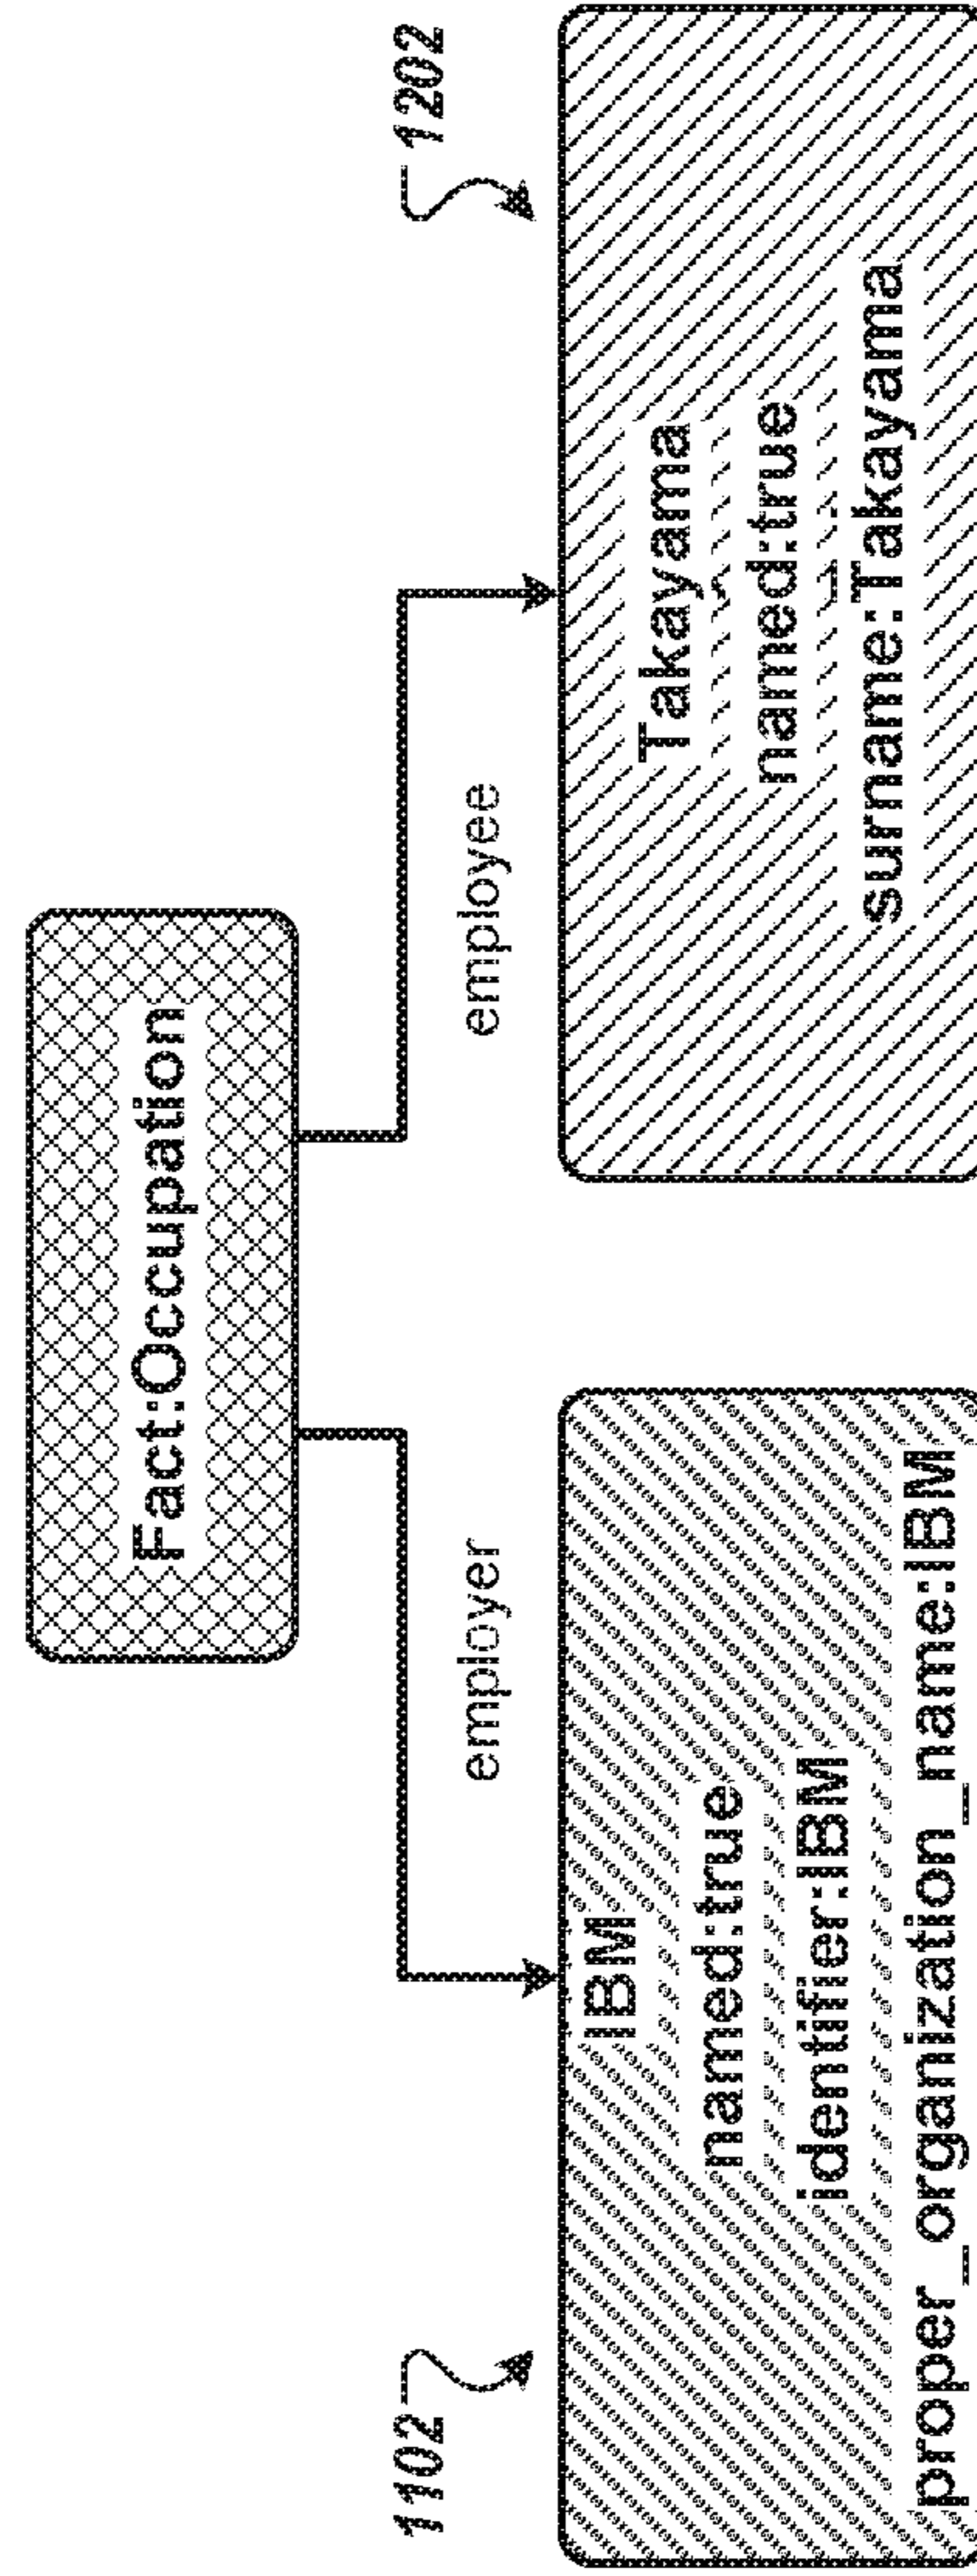 Fact:Occupation
1102
employer
employee
1202
IBM
named:true
identifier:IBM
proper_organization_name:IBM
Takayama
named:true
surname:Takayama